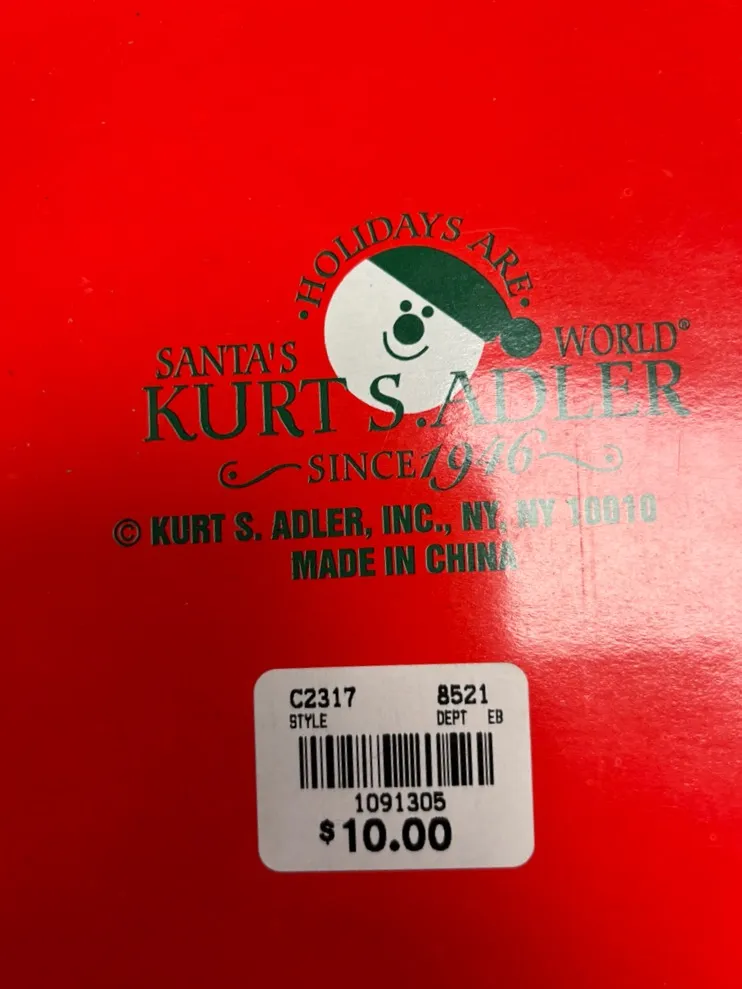 ·HOLIDAYS ARE·
SANTA'S WORLD®
KURT S. ADLER
SINCE 1946
© KURT S. ADLER, INC., NY, NY 10010
MADE IN CHINA
C2317 8521
STYLE DEPT EB
1091305
$10.00